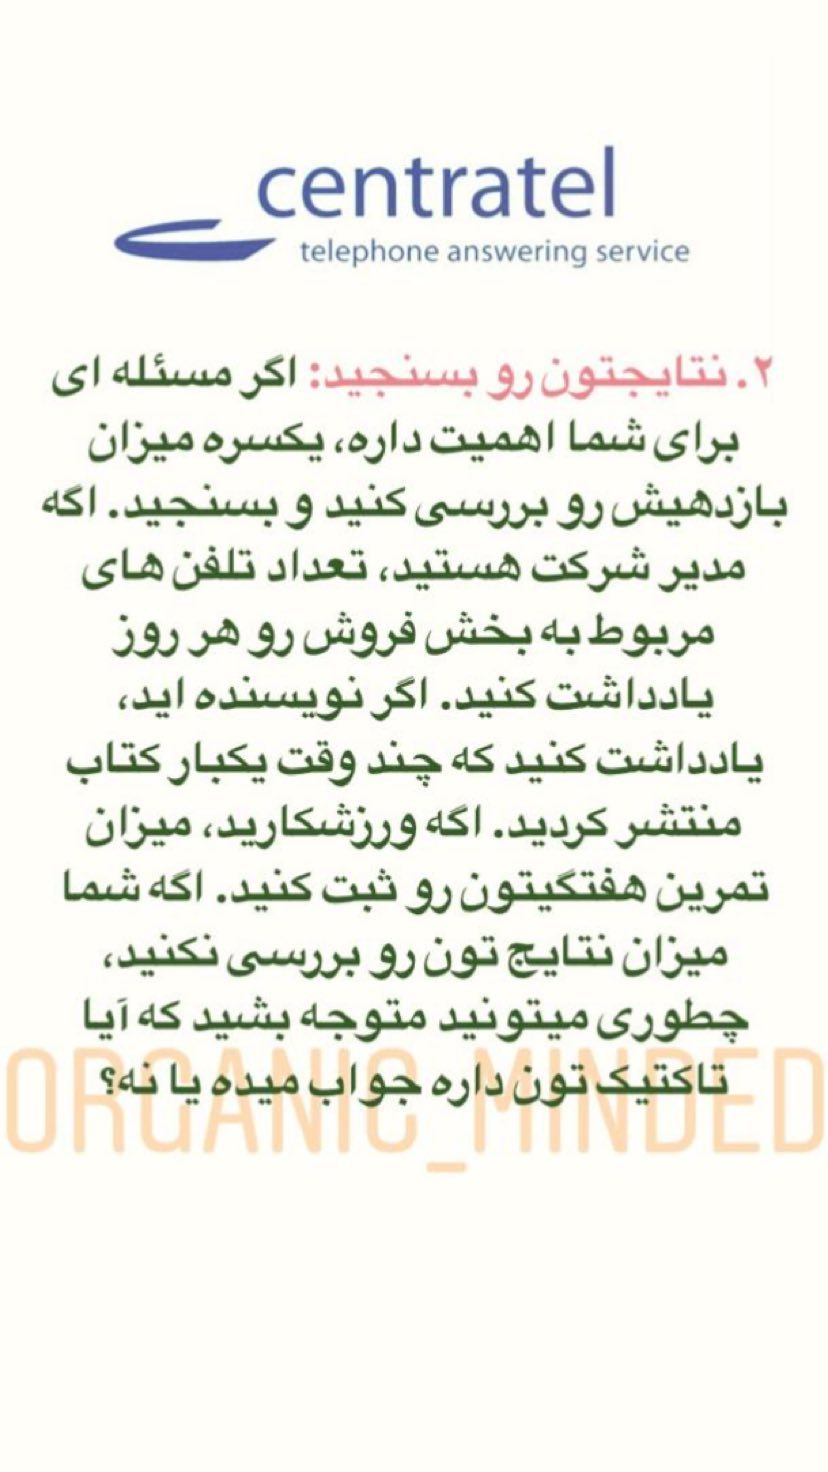 centratel
telephone answering service
۲. نتایجتون رو بسنجید: اگر مسئله ای
برای شما اهمیت داره، یکسره میزان
بازدهیش رو بررسی کنید و بسنجید. اگه
مدیر شرکت هستید، تعداد تلفن های
مربوط به بخش فروش رو هر روز
یادداشت کنید. اگر نویسنده اید،
یادداشت کنید که چند وقت یکبار کتاب
منتشر کردید. اگه ورزشکارید، میزان
تمرین هفتگیتون رو ثبت کنید. اگه شما
میزان نتایج تون رو بررسی نکنید،
چطوری میتونید متوجه بشید که آیا
تاکتیک تون داره جواب میده یا نه؟
ORGANIC_MINDED